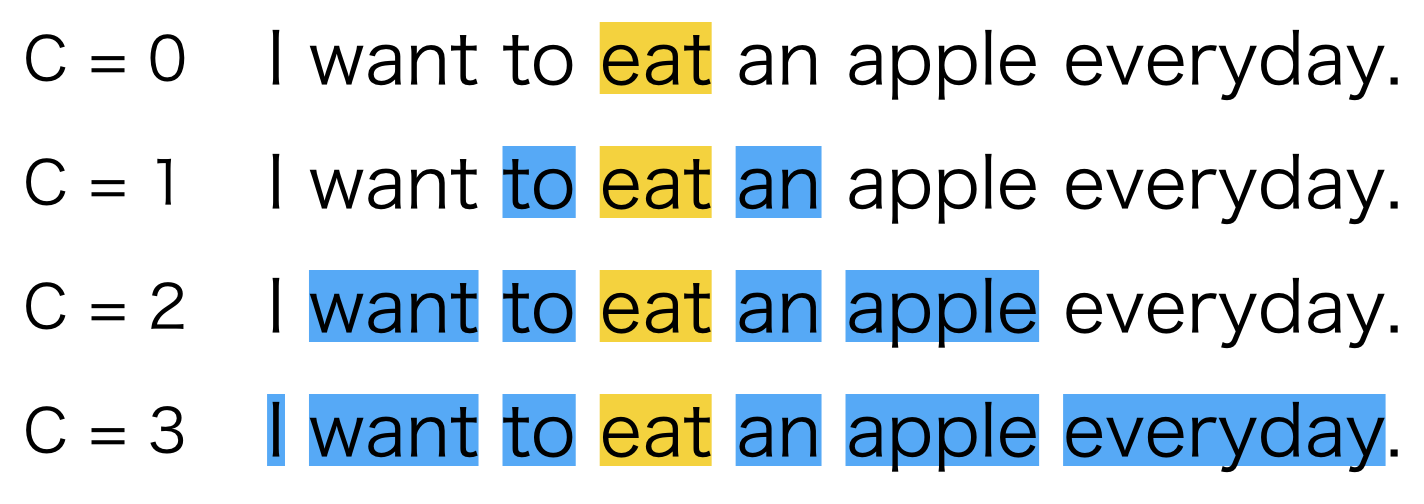 C = 0 I want to eat an apple everyday.
C = 1 I want to eat an apple everyday.
C = 2 I want to eat an apple everyday.
C = 3 I want to eat an apple everyday.